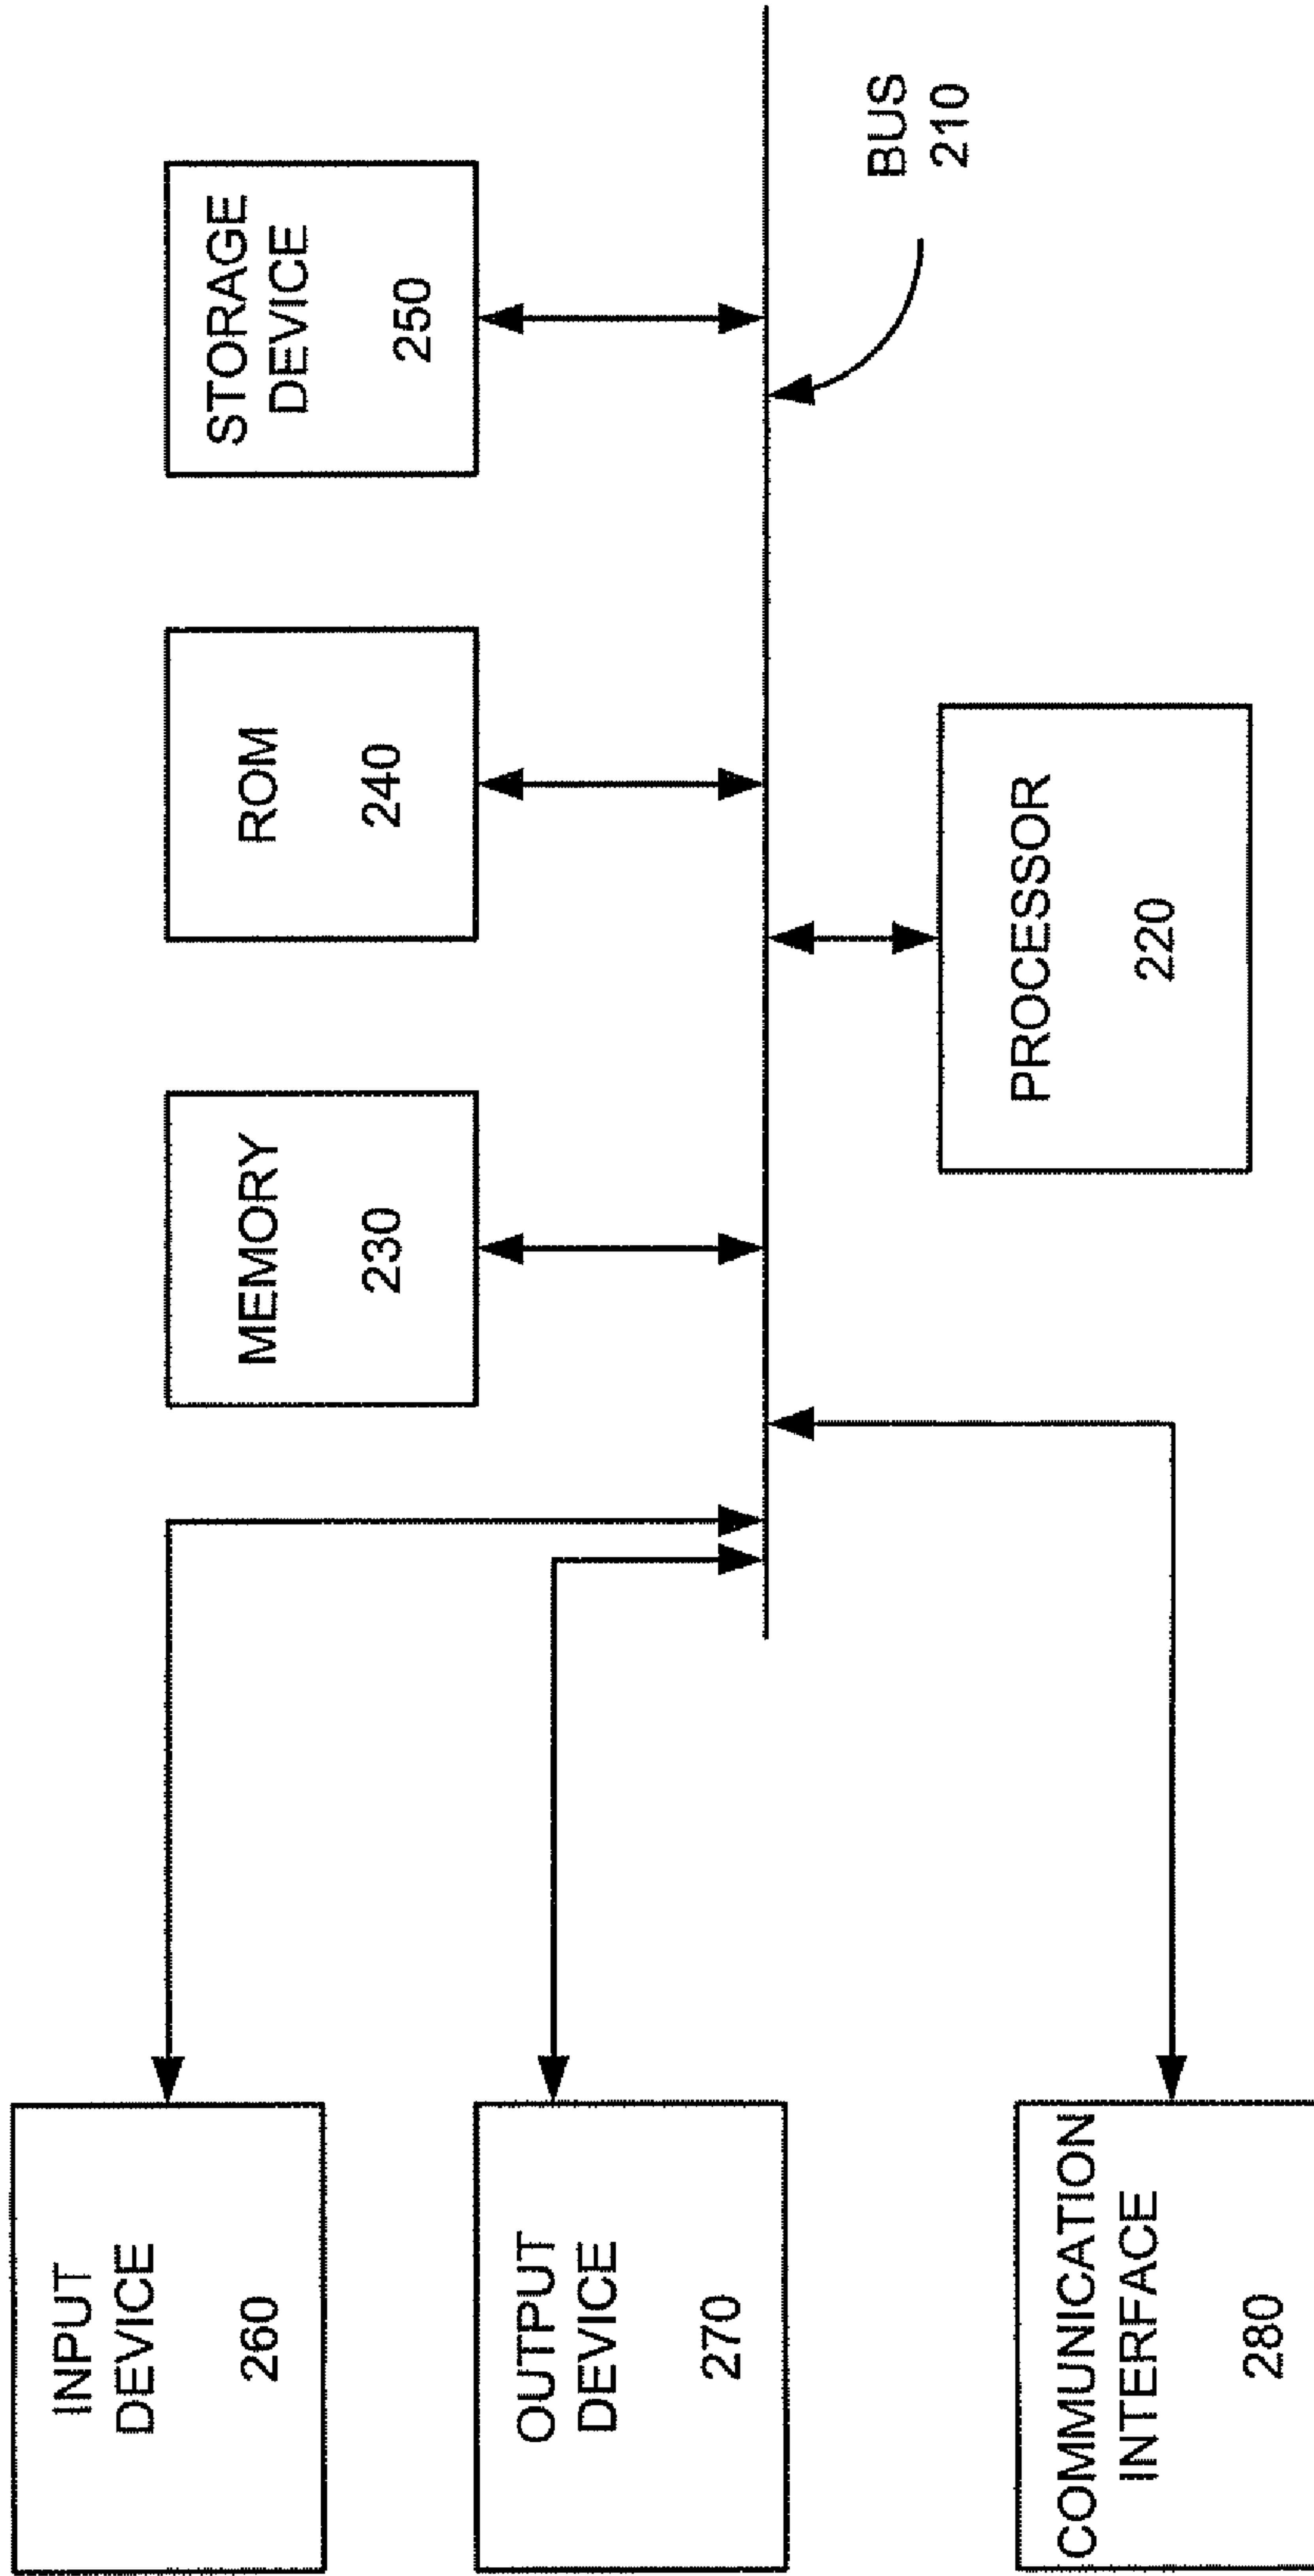 INPUT
DEVICE
260
OUTPUT
DEVICE
270
COMMUNICATION
INTERFACE
280
MEMORY
230
ROM
240
STORAGE
DEVICE
250
PROCESSOR
220
BUS
210